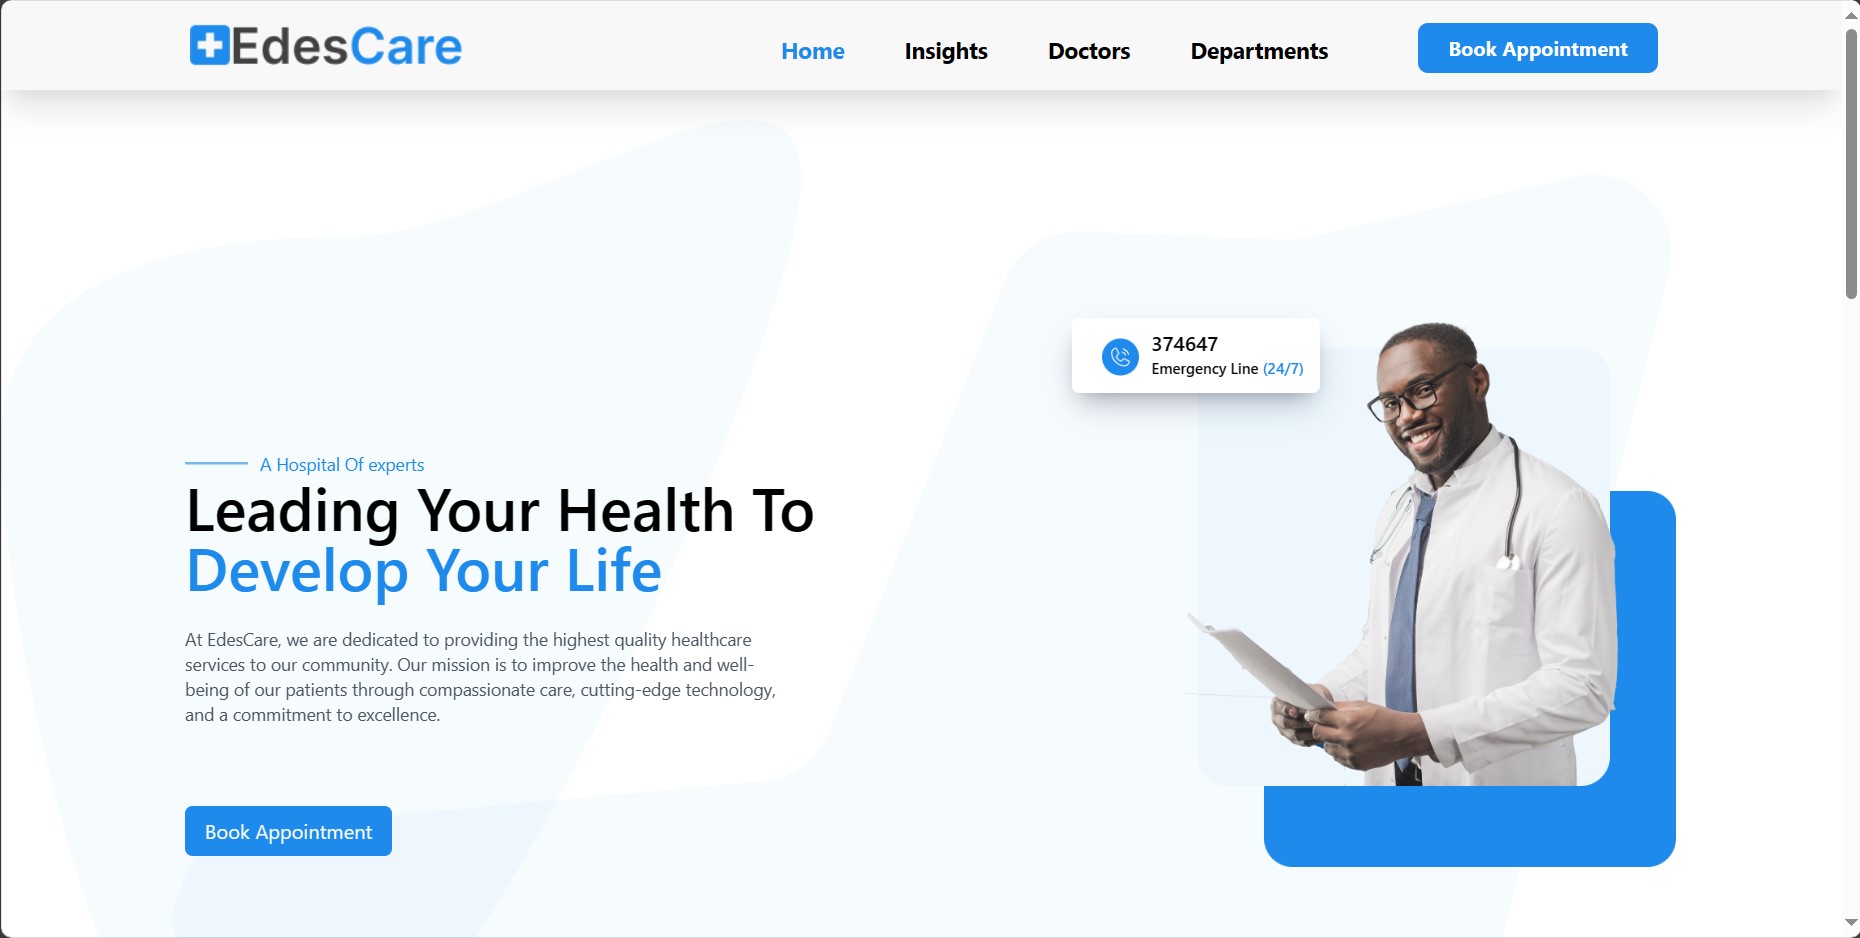 EdesCare
Home
Insights
Doctors
Departments
Book Appointment
374647
Emergency Line (24/7)
A Hospital Of experts
Leading Your Health To
Develop Your Life
At EdesCare, we are dedicated to providing the highest quality healthcare
services to our community. Our mission is to improve the health and well-
being of our patients through compassionate care, cutting-edge technology,
and a commitment to excellence.
Book Appointment